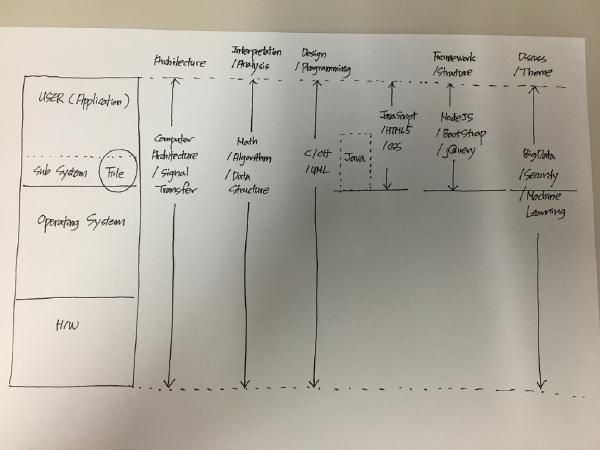 Architecture
Interpretation
/Analysis
Design
/Programming
Framework
/Structure
Discuss
/Theme
USER (Application)
Sub System
File
Operating System
H/W
Computer
Architecture
/Signal
Transfer
Math
/Algorithm
/Data
Structure
C/C++
/UML
Java
JavaScript
/HTML5
/CSS
NodeJS
/BootStrap
/jQuery
BigData
/Security
/Machine
Learning